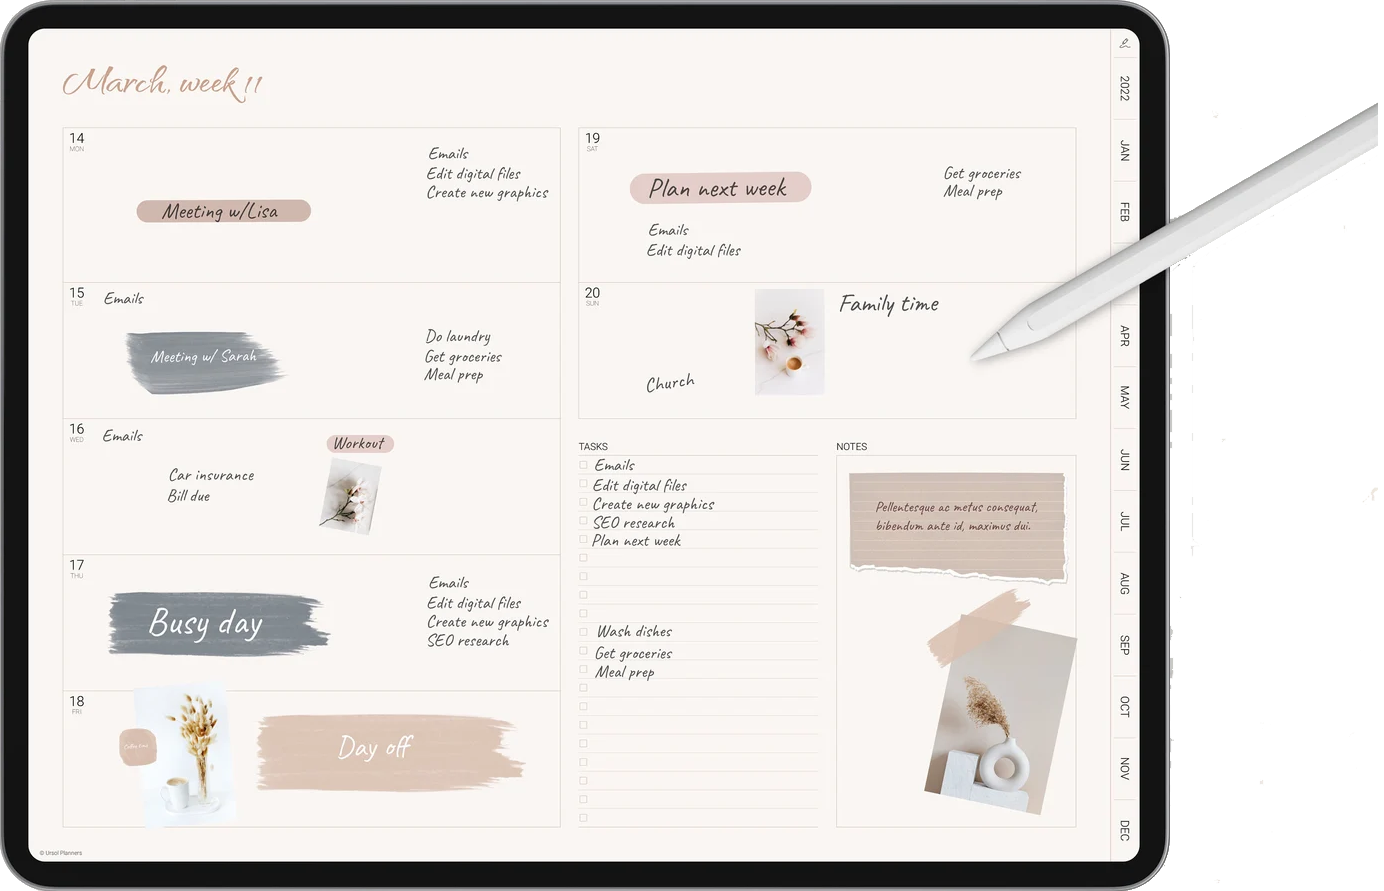 March, week 11
14
MON
Meeting w/Lisa
Emails
Edit digital files
Create new graphics
15
TUE
Emails
Meeting w/ Sarah
Do laundry
Get groceries
Meal prep
16
WED
Emails
Car insurance
Bill due
Workout
17
THU
Busy day
Emails
Edit digital files
Create new graphics
SEO research
18
FRI
Day off
19
SAT
Plan next week
Emails
Edit digital files
Get groceries
Meal prep
20
SUN
Family time
Church
TASKS
Emails
Edit digital files
Create new graphics
SEO research
Plan next week
Wash dishes
Get groceries
Meal prep
NOTES
Pellentesque ac metus consequat,
bibendum ante id, maximus dui.
2022
JAN
FEB
APR
MAY
JUN
JUL
AUG
SEP
OCT
NOV
DEC
© Ursol Planners